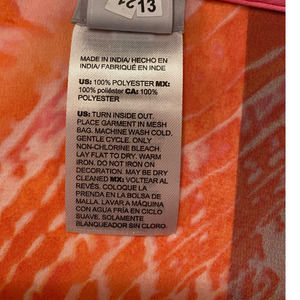 MADE IN INDIA/ HECHO EN
INDIA/ FABRIQUÉ EN INDE
US: 100% POLYESTER MX:
100% poliéster CA: 100%
POLYESTER
US: TURN INSIDE OUT.
PLACE GARMENT IN MESH
BAG. MACHINE WASH COLD.
GENTLE CYCLE. ONLY
NON-CHLORINE BLEACH.
LAY FLAT TO DRY. WARM
IRON. DO NOT IRON ON
DECORATION. MAY BE DRY
CLEANED MX: VOLTEAR AL
REVÉS. COLOQUE LA
PRENDA EN LA BOLSA DE
MALLA. LAVAR A MÁQUINA
CON AGUA FRÍA EN CICLO
SUAVE. SOLAMENTE
BLANQUEADOR SIN CLORO.